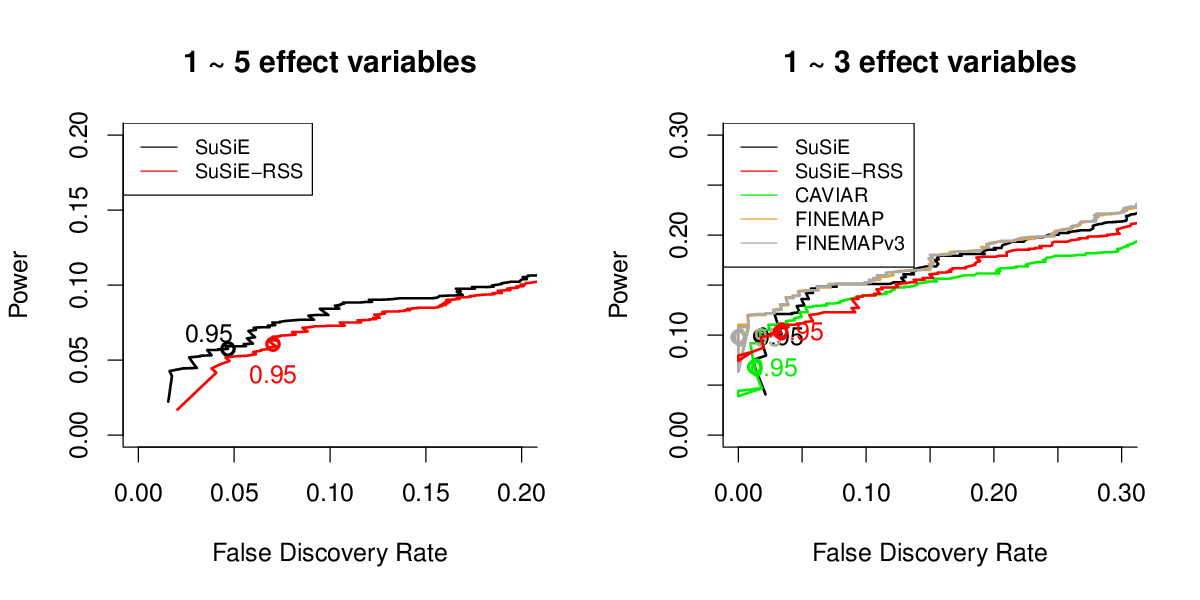 1 ~ 5 effect variables
Power
0.20
0.15
0.10
0.05
0.00
SuSiE
SuSiE−RSS
0.95
0.95
0.00 0.05 0.10 0.15 0.20
False Discovery Rate
1 ~ 3 effect variables
Power
0.30
0.20
0.10
0.00
SuSiE
SuSiE−RSS
CAVIAR
FINEMAP
FINEMAPv3
0.95
0.95
0.95
0.00 0.10 0.20 0.30
False Discovery Rate